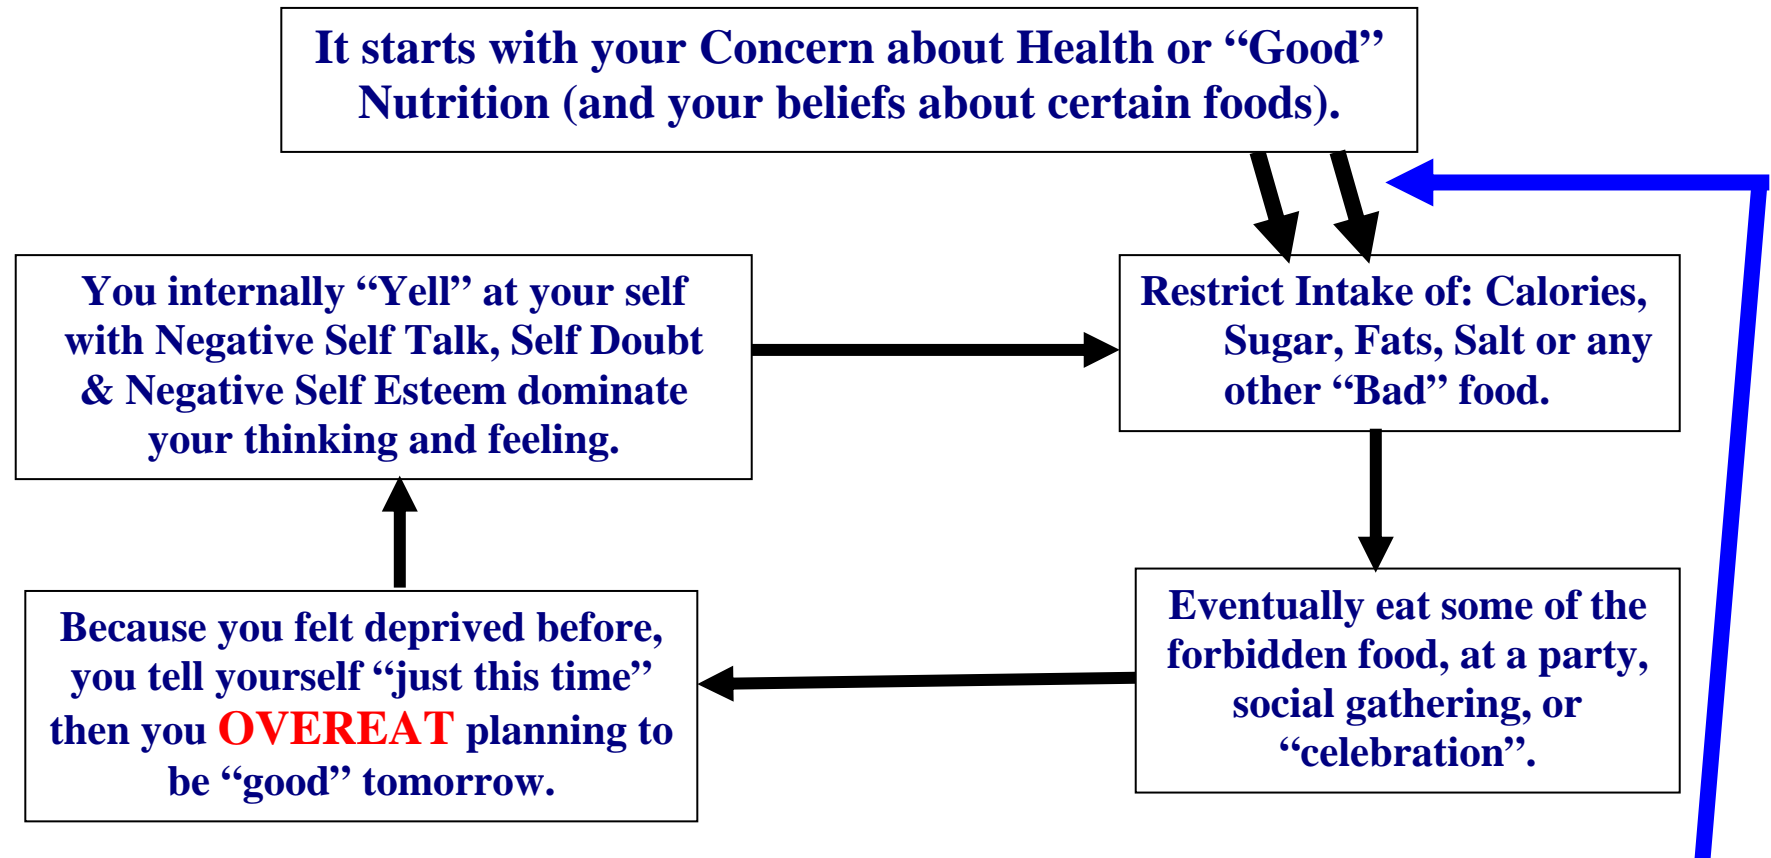 It starts with your Concern about Health or “Good”
Nutrition (and your beliefs about certain foods).
You internally “Yell” at your self
with Negative Self Talk, Self Doubt
& Negative Self Esteem dominate
your thinking and feeling.
Restrict Intake of: Calories,
Sugar, Fats, Salt or any
other “Bad” food.
Because you felt deprived before,
you tell yourself “just this time”
then you OVEREAT planning to
be “good” tomorrow.
Eventually eat some of the
forbidden food, at a party,
social gathering, or
“celebration”.